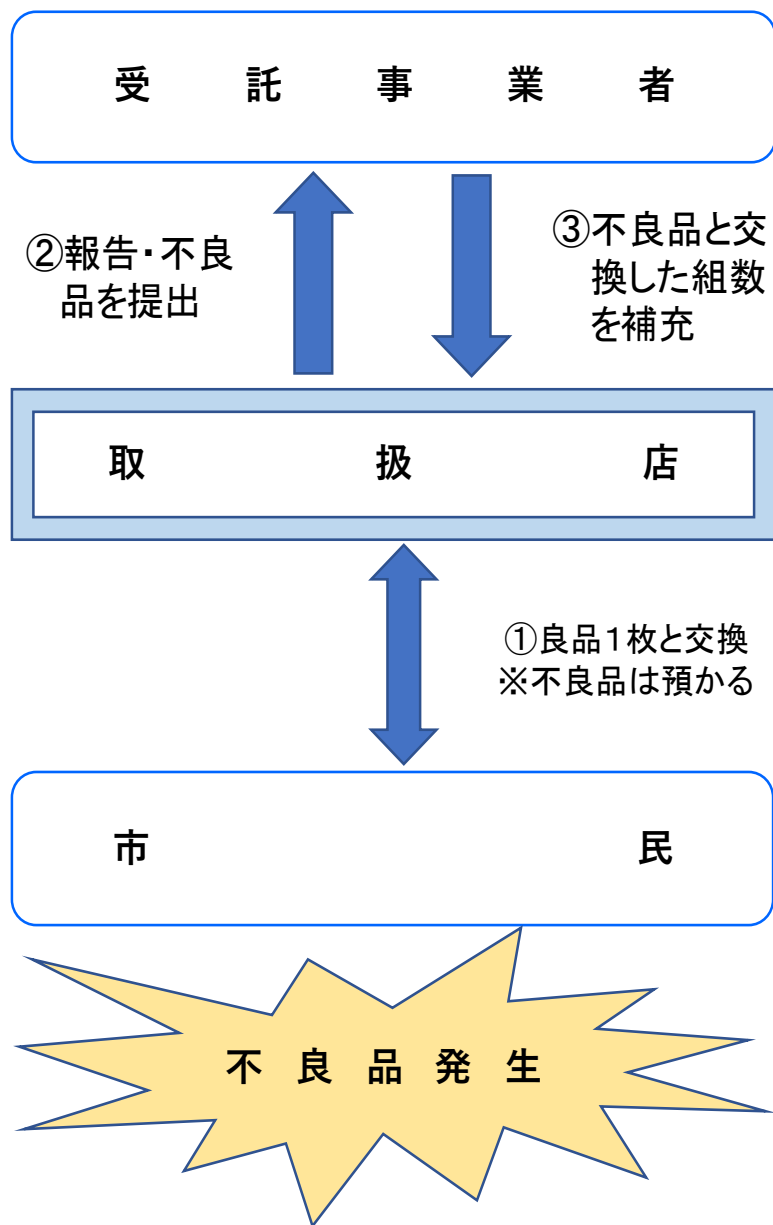 受託事業者
②報告・不良
品を提出
③不良品と交
換した組数
を補充
取扱店
①良品１枚と交換
※不良品は預かる
市民
不良品発生